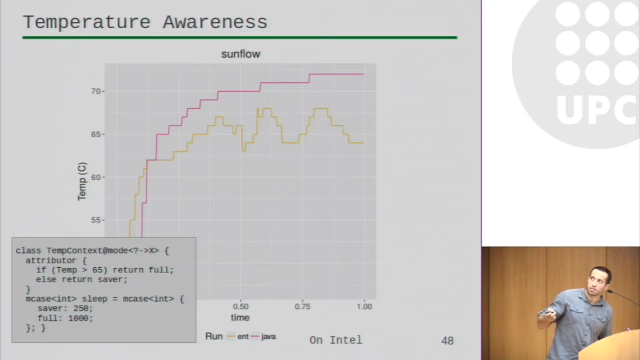 Temperature Awareness
sunflow
70
65
60
55
Temp (C)
class TempContext@mode<?->X> {
attributor {
if (Temp > 65) return full;
else return saver;
}
mcase<int> sleep = mcase<int> {
saver: 250;
full: 1000;
}; }
0.50
0.75
1.00
time
Run
ent
java
On Intel
48
UPC